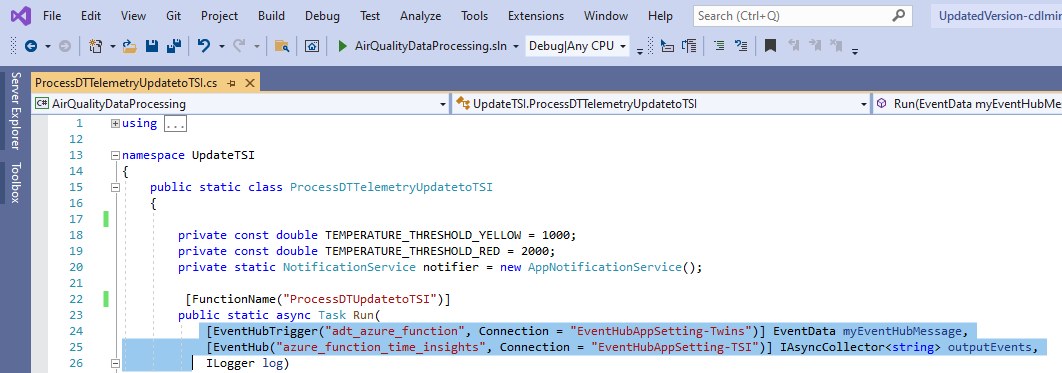 File Edit View Git Project Build Debug Test Analyze Tools Extensions Window Help Search (Ctrl+Q) UpdatedVersion-cdlmin
AirQualityDataProcessing.sln Debug|Any CPU
ProcessDTTelemetryUpdatetoTSI.cs
C# AirQualityDataProcessing UpdateTSI.ProcessDTTelemetryUpdatetoTSI Run(EventData myEventHubMes
Server Explorer
Toolbox
1 using ...
12
13 namespace UpdateTSI
14 {
15 public static class ProcessDTTelemetryUpdatetoTSI
16 {
17
18 private const double TEMPERATURE_THRESHOLD_YELLOW = 1000;
19 private const double TEMPERATURE_THRESHOLD_RED = 2000;
20 private static NotificationService notifier = new AppNotificationService();
21
22 [FunctionName("ProcessDTUpdatetoTSI")]
23 public static async Task Run(
24 [EventHubTrigger("adt_azure_function", Connection = "EventHubAppSetting-Twins")] EventData myEventHubMessage,
25 [EventHub("azure_function_time_insights", Connection = "EventHubAppSetting-TSI")] IAsyncCollector<string> outputEvents,
26 ILogger log)